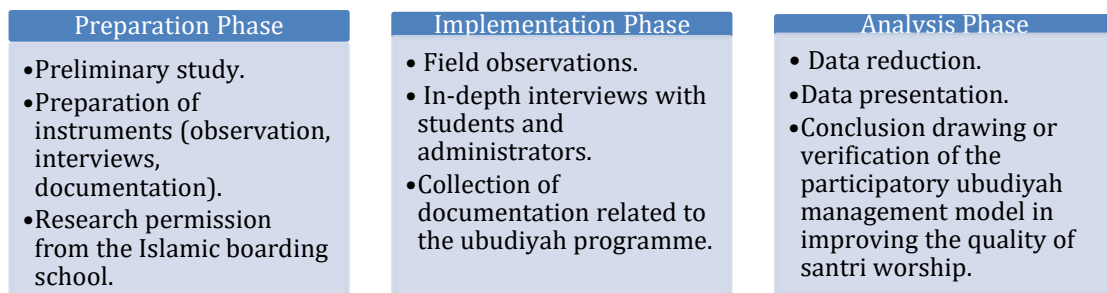 Preparation Phase
•Preliminary study.
•Preparation of
instruments (observation,
interviews,
documentation).
•Research permission
from the Islamic boarding
school.
Implementation Phase
• Field observations.
• In-depth interviews with
students and
administrators.
•Collection of
documentation related to
the ubudiyah programme.
Analysis Phase
• Data reduction.
•Data presentation.
•Conclusion drawing or
verification of the
participatory ubudiyah
management model in
improving the quality of
santri worship.